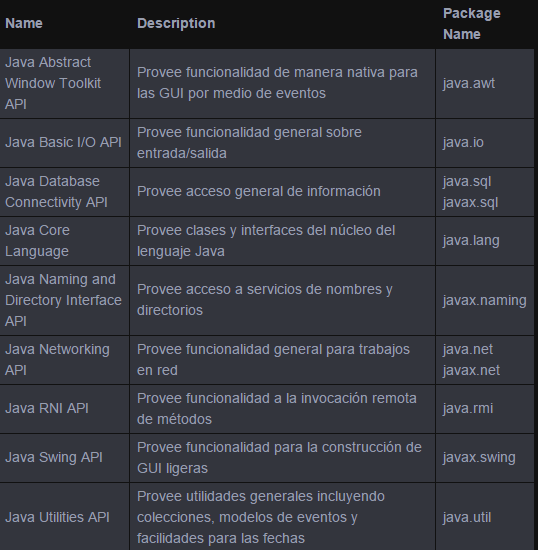 Name Description Package Name
Java Abstract Window Toolkit API Provee funcionalidad de manera nativa para las GUI por medio de eventos java.awt
Java Basic I/O API Provee funcionalidad general sobre entrada/salida java.io
Java Database Connectivity API Provee acceso general de información java.sql javax.sql
Java Core Language Provee clases y interfaces del núcleo del lenguaje Java java.lang
Java Naming and Directory Interface API Provee acceso a servicios de nombres y directorios javax.naming
Java Networking API Provee funcionalidad general para trabajos en red java.net javax.net
Java RNI API Provee funcionalidad a la invocación remota de métodos java.rmi
Java Swing API Provee funcionalidad para la construcción de GUI ligeras javax.swing
Java Utilities API Provee utilidades generales incluyendo colecciones, modelos de eventos y facilidades para las fechas java.util